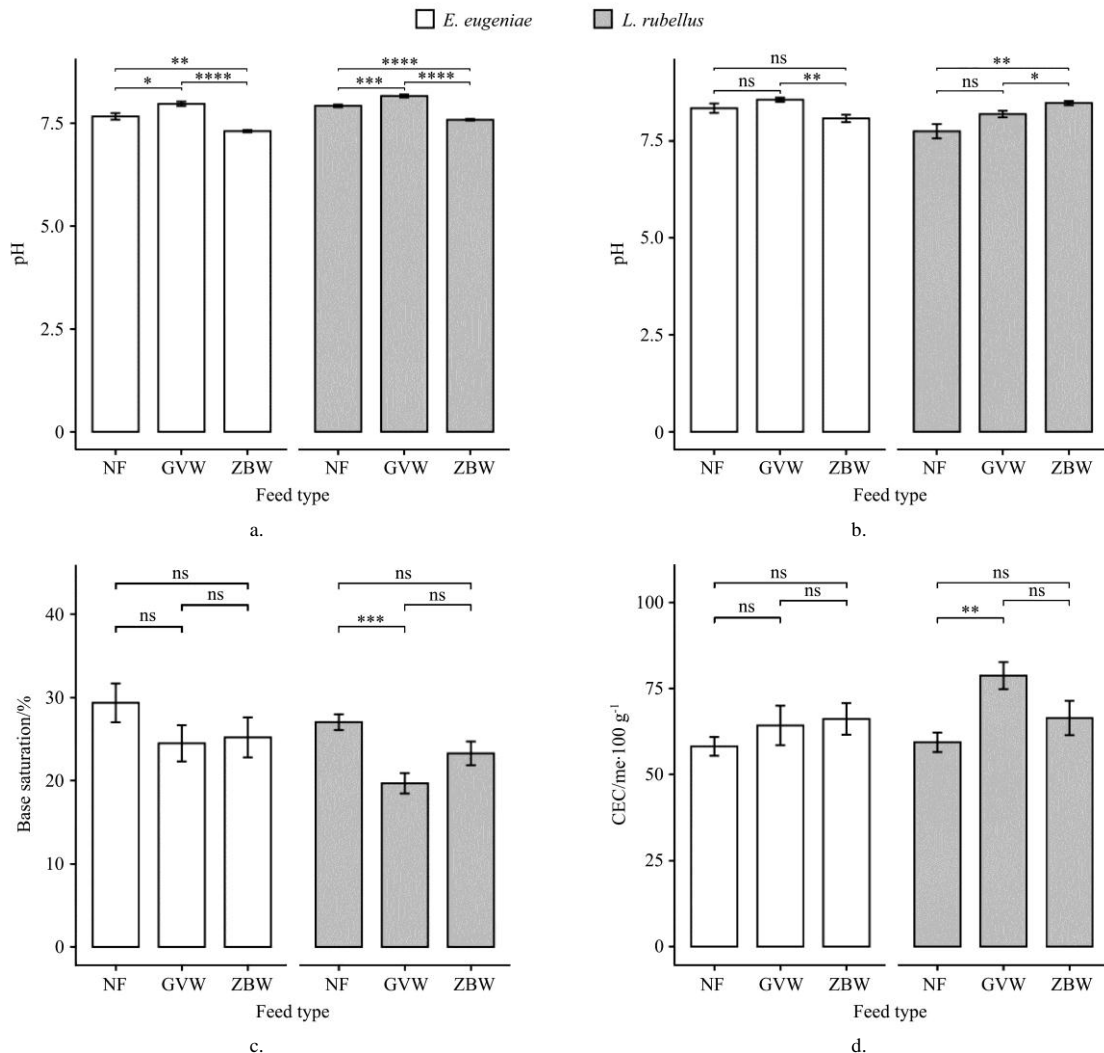 E. eugeniae L. rubellus
**
* ****
****
*** ****
pH
7.5
5.0
2.5
0
NF GVW ZBW NF GVW ZBW
Feed type
a.
ns
ns **
**
ns *
pH
7.5
5.0
2.5
0
NF GVW ZBW NF GVW ZBW
Feed type
b.
ns
ns
ns
ns
ns
***
Base saturation/%
40
30
20
10
0
NF GVW ZBW NF GVW ZBW
Feed type
c.
ns
ns
ns
ns
ns
**
CEC/me·100 g⁻¹
100
75
50
25
0
NF GVW ZBW NF GVW ZBW
Feed type
d.